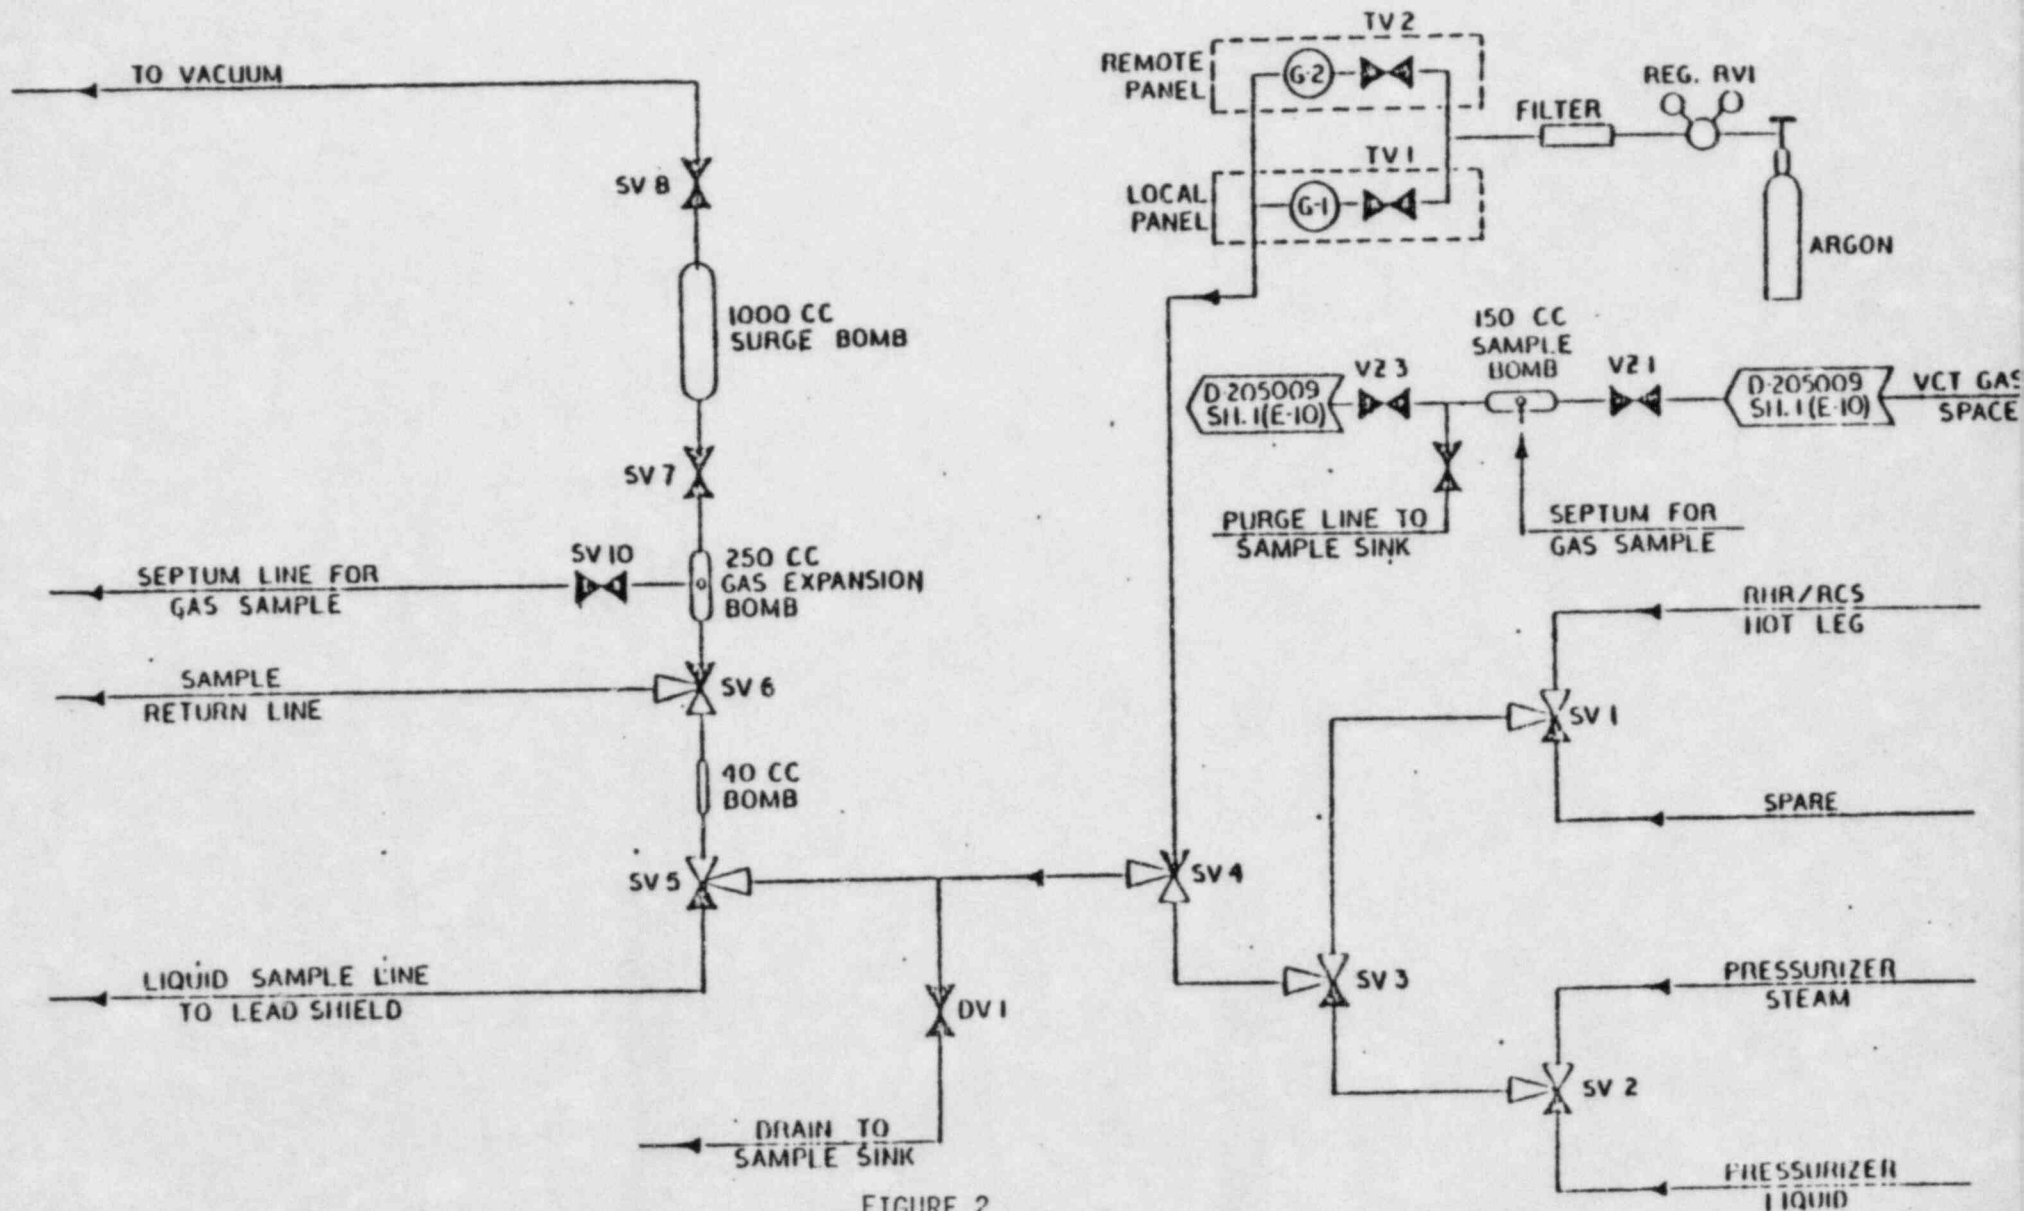 TO VACUUM
SV 8
1000 CC
SURGE BOMB
SV 7
SEPTUM LINE FOR
GAS SAMPLE
SV 10
250 CC
GAS EXPANSION
BOMB
SAMPLE
RETURN LINE
SV 6
40 CC
BOMB
SV 5
LIQUID SAMPLE LINE
TO LEAD SHIELD
DV 1
DRAIN TO
SAMPLE SINK
TV 2
REMOTE
PANEL
G-2
TV 1
LOCAL
PANEL
G-1
FILTER
REG. RV1
ARGON
150 CC
SAMPLE
BOMB
D-205009
SH. 1 (E-10)
VZ 3
VZ 1
D-205009
SH. 1 (E-10)
VCT GAS
SPACE
PURGE LINE TO
SAMPLE SINK
SEPTUM FOR
GAS SAMPLE
RHR/RCS
HOT LEG
SV 1
SPARE
SV 4
SV 3
PRESSURIZER
STEAM
SV 2
PRESSURIZER
LIQUID
FIGURE 2